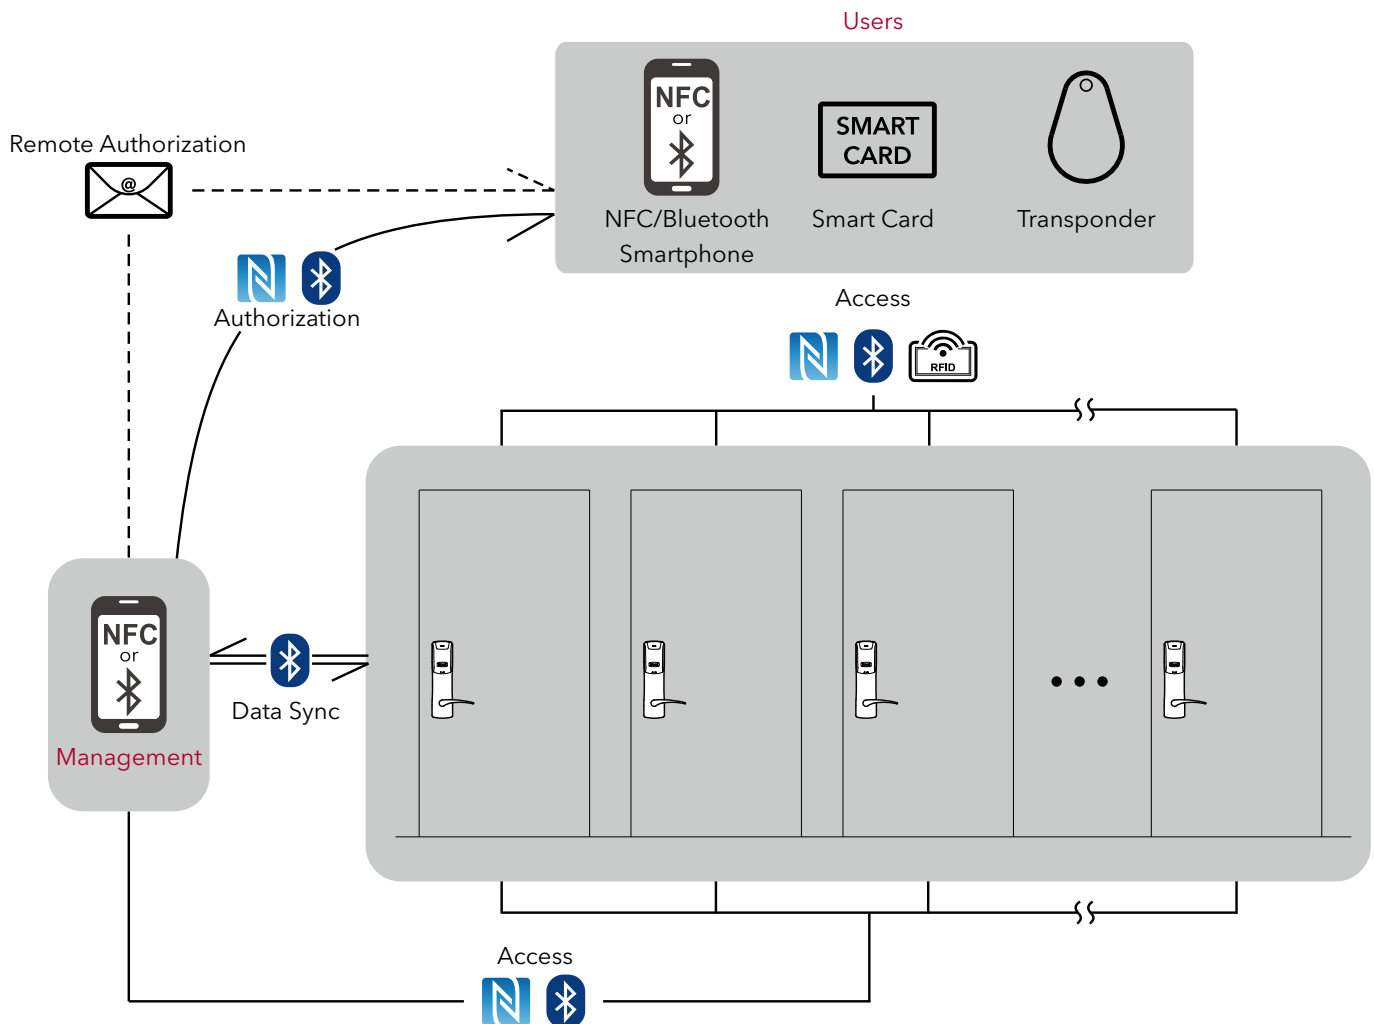 Users
NFC
or
SMART
CARD
NFC/Bluetooth
Smartphone
Smart Card
Transponder
Remote Authorization
@
Authorization
Access
RFID
NFC
or
Management
Data Sync
Access